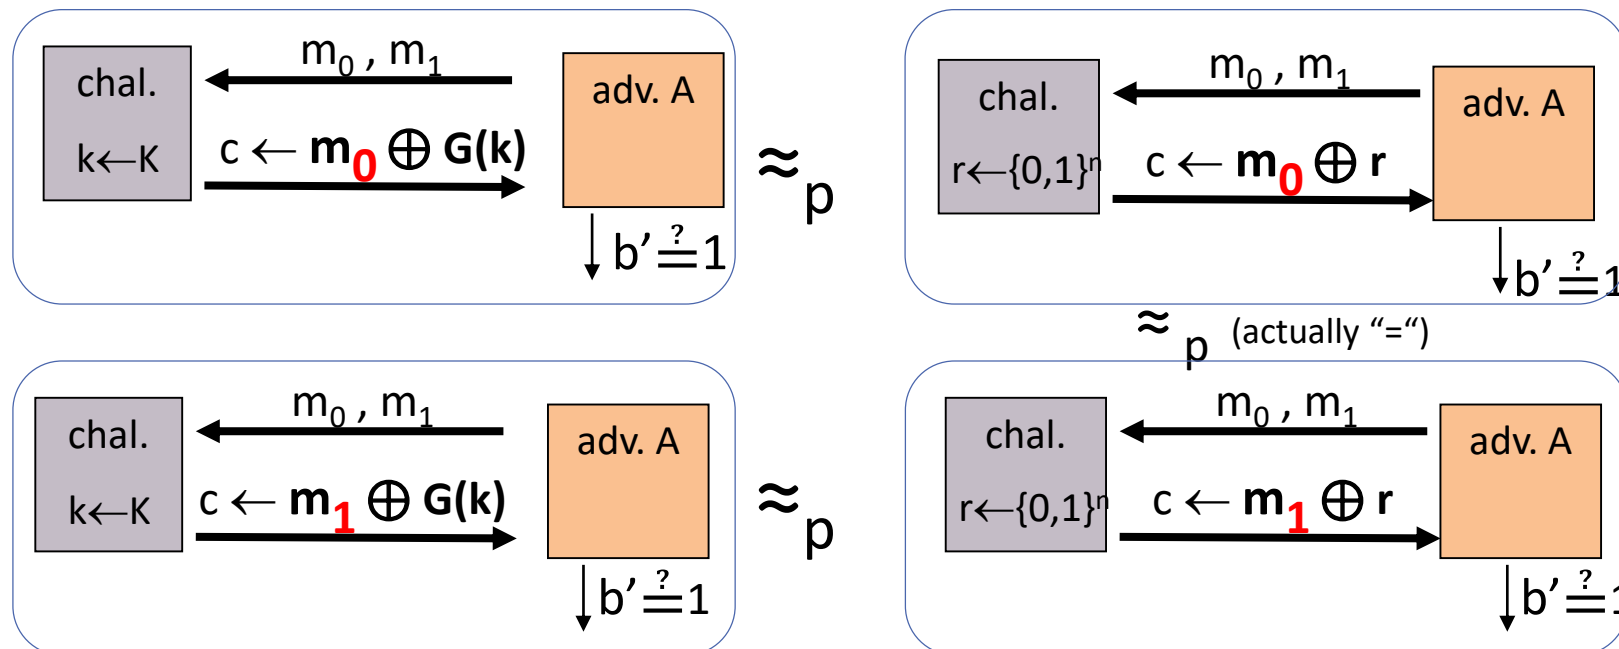 m₀ , m₁
chal.
adv. A
k←K
c ← m₀ ⊕ G(k)
b' ≟ 1
≈ₚ
m₀ , m₁
chal.
adv. A
r←{0,1}ⁿ
c ← m₀ ⊕ r
b' ≟ 1
≈ₚ (actually “=“)
m₀ , m₁
chal.
adv. A
k←K
c ← m₁ ⊕ G(k)
b' ≟ 1
≈ₚ
m₀ , m₁
chal.
adv. A
r←{0,1}ⁿ
c ← m₁ ⊕ r
b' ≟ 1